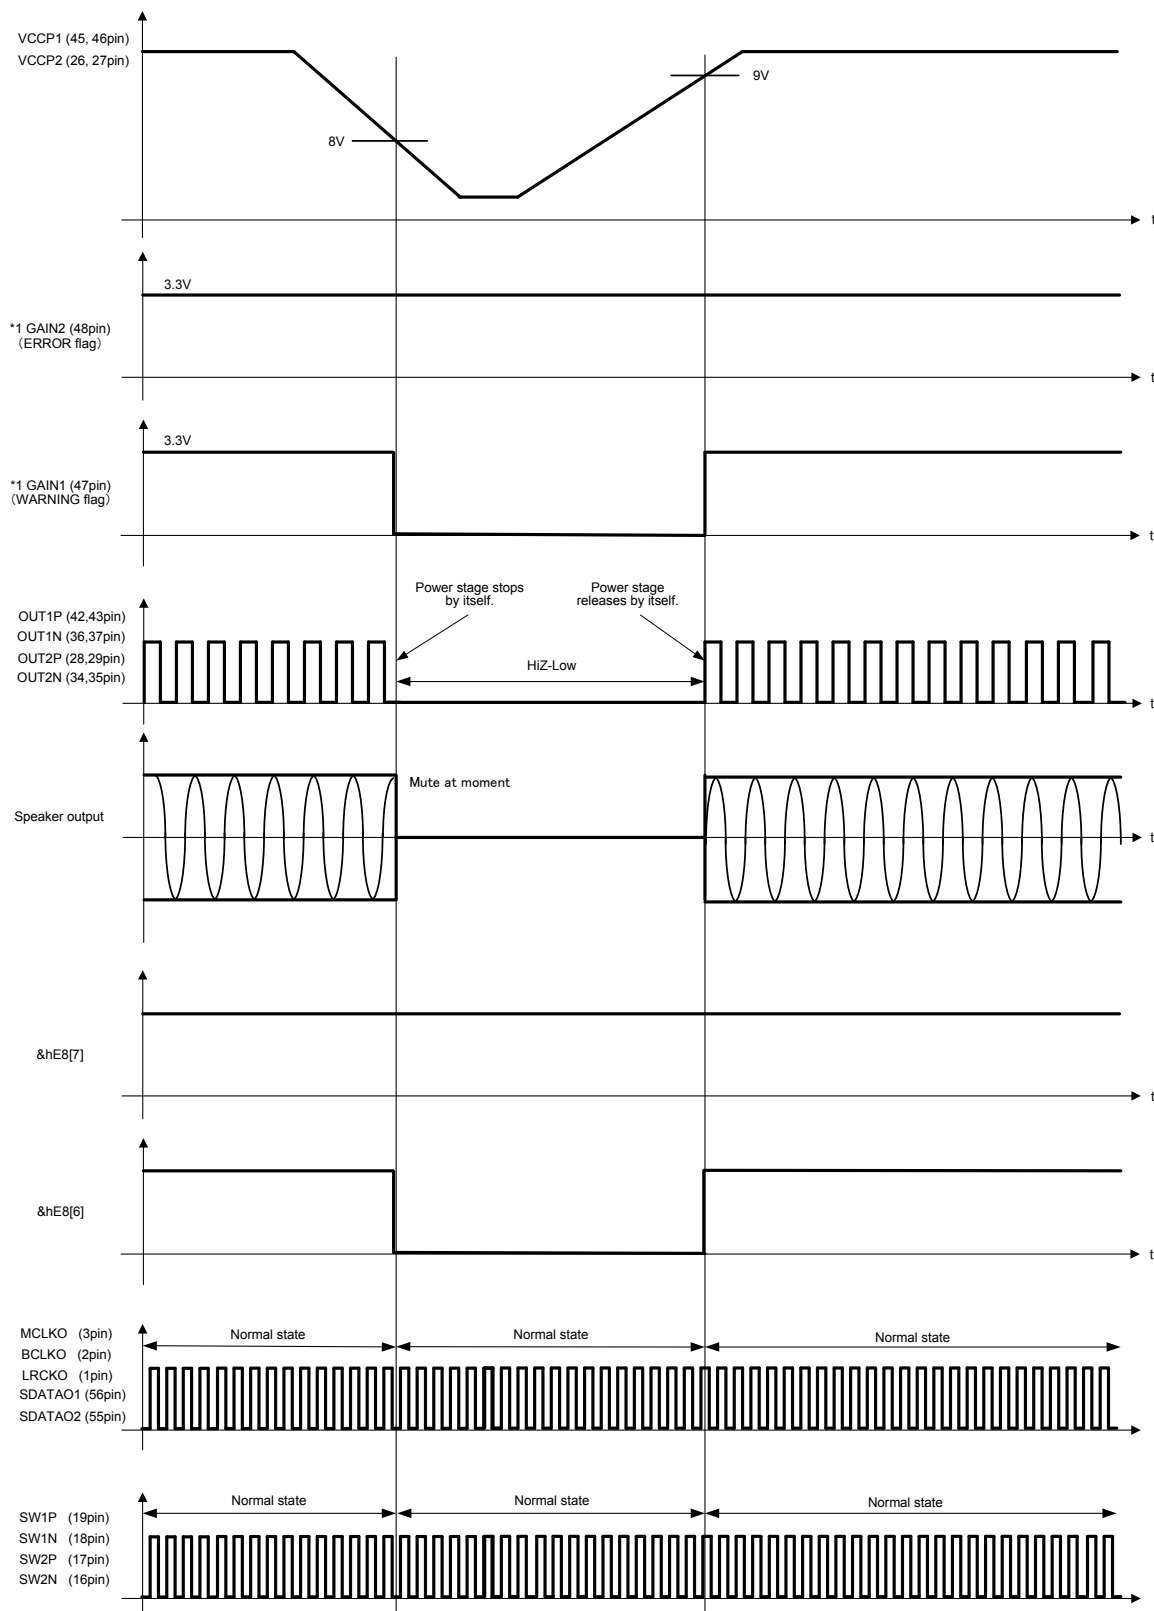 VCCP1 (45, 46pin)
VCCP2 (26, 27pin)
9V
8V
t
3.3V
*1 GAIN2 (48pin)
(ERROR flag)
t
3.3V
*1 GAIN1 (47pin)
(WARNING flag)
t
Power stage stops
by itself.
Power stage
releases by itself.
OUT1P (42,43pin)
OUT1N (36,37pin)
OUT2P (28,29pin)
OUT2N (34,35pin)
HiZ-Low
t
Mute at moment
Speaker output
t
&hE8[7]
t
&hE8[6]
t
MCLKO (3pin)
BCLKO (2pin)
LRCKO (1pin)
SDATAO1 (56pin)
SDATAO2 (55pin)
Normal state
Normal state
Normal state
SW1P (19pin)
SW1N (18pin)
SW2P (17pin)
SW2N (16pin)
Normal state
Normal state
Normal state